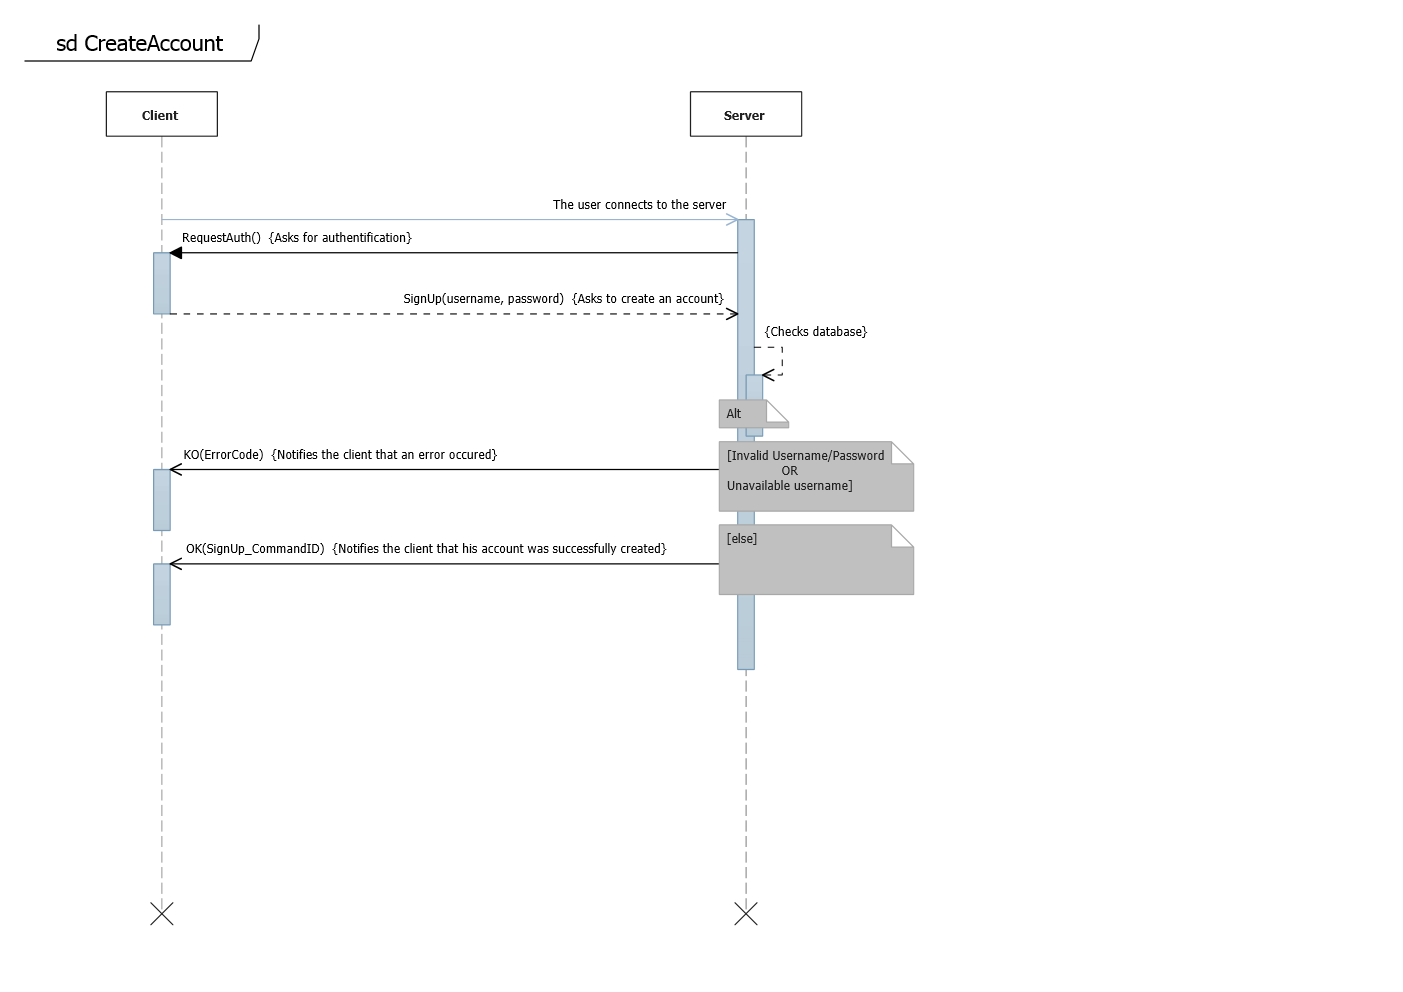 sd CreateAccount
Client
Server
The user connects to the server
RequestAuth()  {Asks for authentification}
SignUp(username, password)  {Asks to create an account}
{Checks database}
Alt
KO(ErrorCode)  {Notifies the client that an error occured}
[Invalid Username/Password
OR
Unavailable username]
OK(SignUp_CommandID)  {Notifies the client that his account was successfully created}
[else]